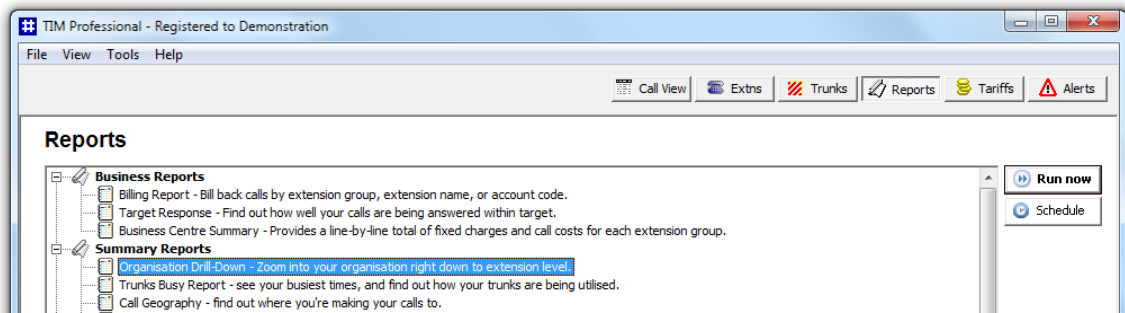 TIM Professional - Registered to Demonstration
File View Tools Help
Call View Extns Trunks Reports Tariffs Alerts
Reports
Business Reports
Billing Report - Bill back calls by extension group, extension name, or account code.
Run now
Target Response - Find out how well your calls are being answered within target.
Schedule
Business Centre Summary - Provides a line-by-line total of fixed charges and call costs for each extension group.
Summary Reports
Organisation Drill-Down - Zoom into your organisation right down to extension level.
Trunks Busy Report - see your busiest times, and find out how your trunks are being utilised.
Call Geography - find out where you're making your calls to.